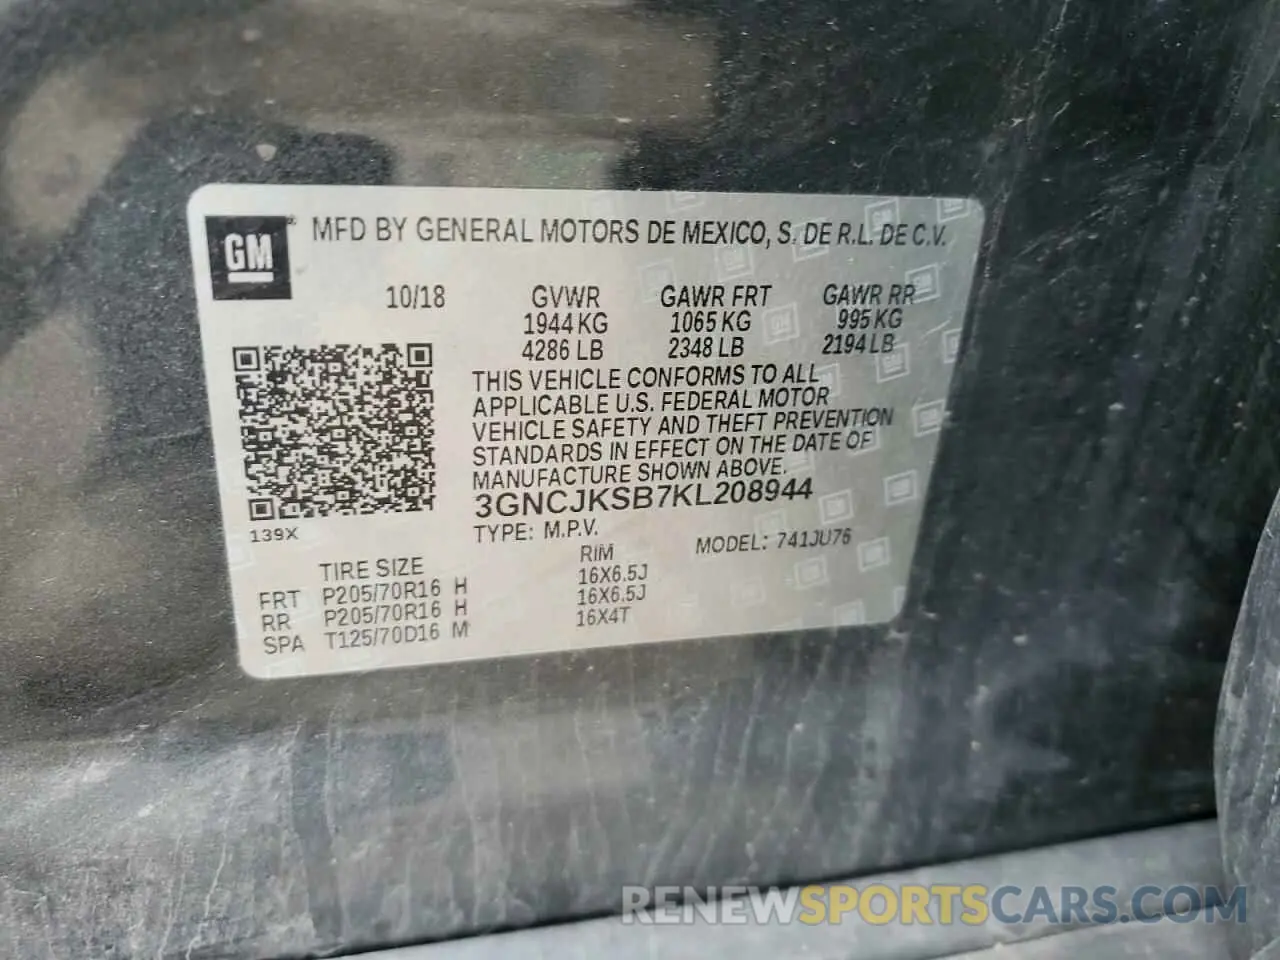 GM ® MFD BY GENERAL MOTORS DE MEXICO, S. DE R.L. DE C.V.
10/18 GVWR GAWR FRT GAWR RR
1944 KG 1065 KG 995 KG
4286 LB 2348 LB 2194 LB
THIS VEHICLE CONFORMS TO ALL
APPLICABLE U.S. FEDERAL MOTOR
VEHICLE SAFETY AND THEFT PREVENTION
STANDARDS IN EFFECT ON THE DATE OF
MANUFACTURE SHOWN ABOVE.
3GNCJKSB7KL208944
139X
TYPE: M.P.V. MODEL: 741JU76
TIRE SIZE RIM
FRT P205/70R16 H 16X6.5J
RR P205/70R16 H 16X6.5J
SPA T125/70D16 M 16X4T
RENEWSPORTSCARS.COM